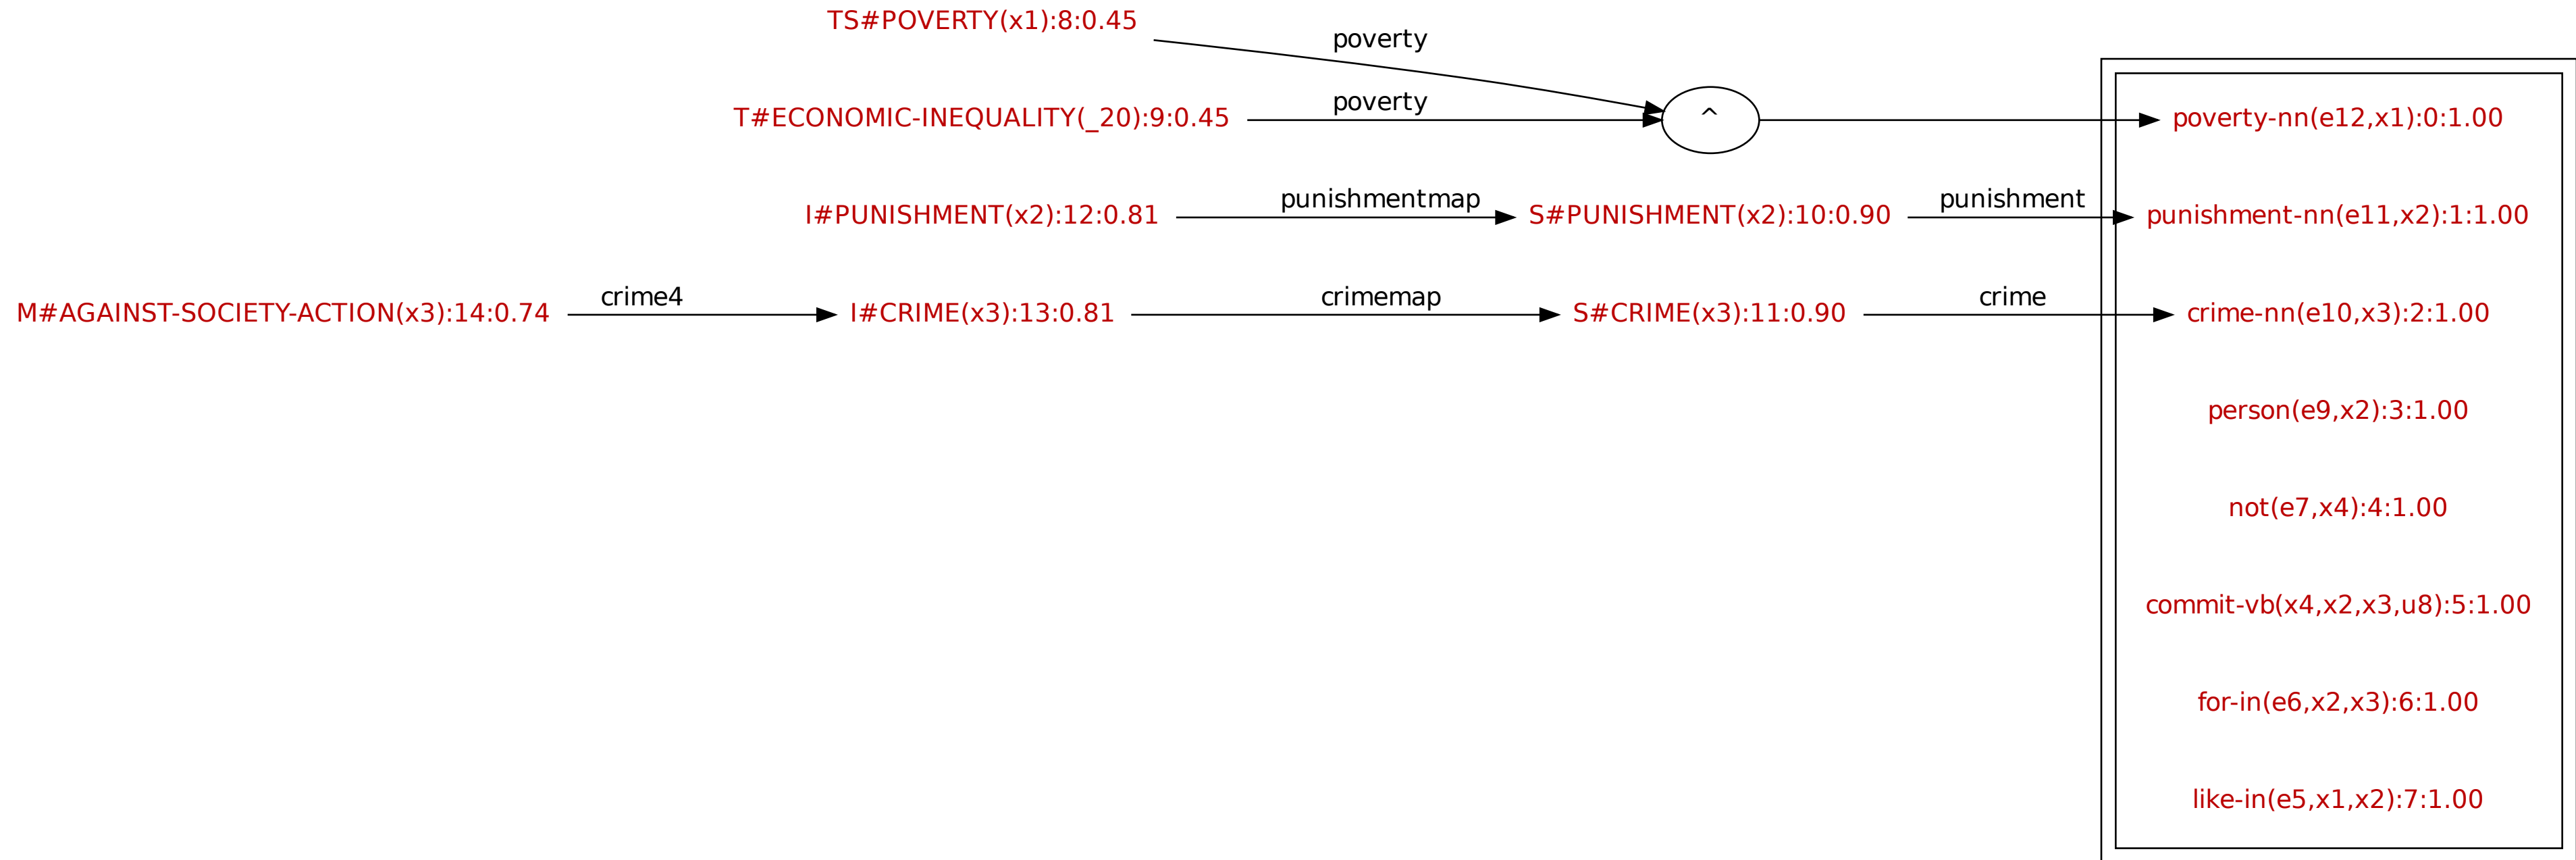 TS#POVERTY(x1):8:0.45
poverty
T#ECONOMIC-INEQUALITY(_20):9:0.45
poverty
^
poverty-nn(e12,x1):0:1.00
I#PUNISHMENT(x2):12:0.81
punishmentmap
S#PUNISHMENT(x2):10:0.90
punishment
punishment-nn(e11,x2):1:1.00
M#AGAINST-SOCIETY-ACTION(x3):14:0.74
crime4
I#CRIME(x3):13:0.81
crimemap
S#CRIME(x3):11:0.90
crime
crime-nn(e10,x3):2:1.00
person(e9,x2):3:1.00
not(e7,x4):4:1.00
commit-vb(x4,x2,x3,u8):5:1.00
for-in(e6,x2,x3):6:1.00
like-in(e5,x1,x2):7:1.00